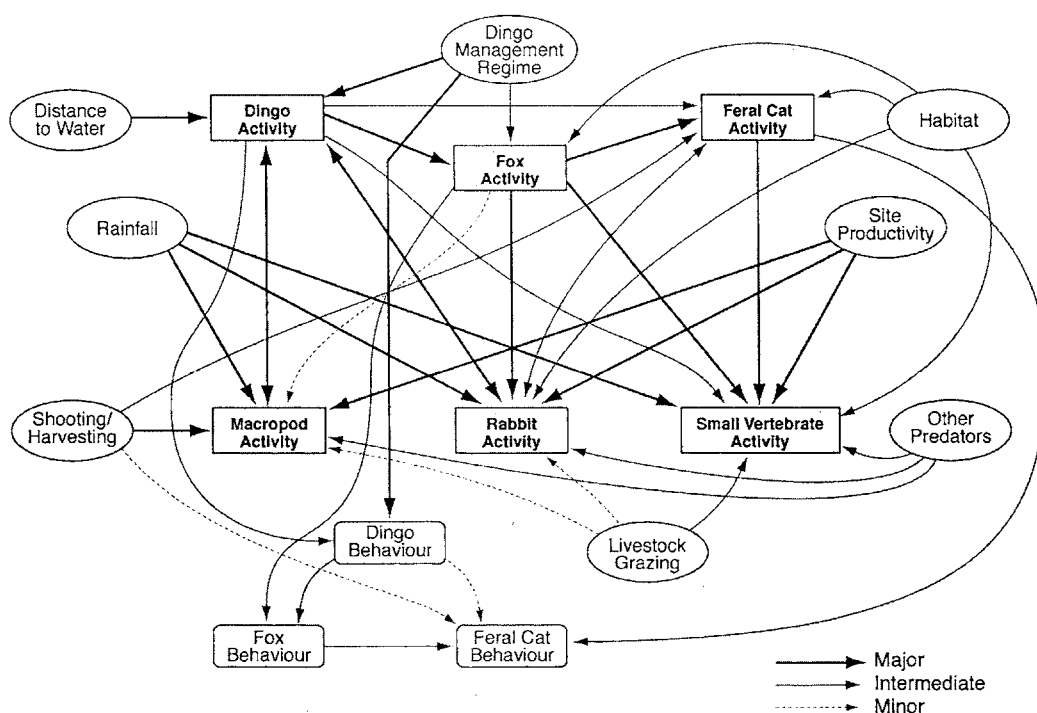 Dingo
Management
Regime
Distance
to Water
Dingo
Activity
Feral Cat
Activity
Habitat
Fox
Activity
Rainfall
Site
Productivity
Shooting/
Harvesting
Macropod
Activity
Rabbit
Activity
Small Vertebrate
Activity
Other
Predators
Dingo
Behaviour
Livestock
Grazing
Fox
Behaviour
Feral Cat
Behaviour
Major
Intermediate
Minor